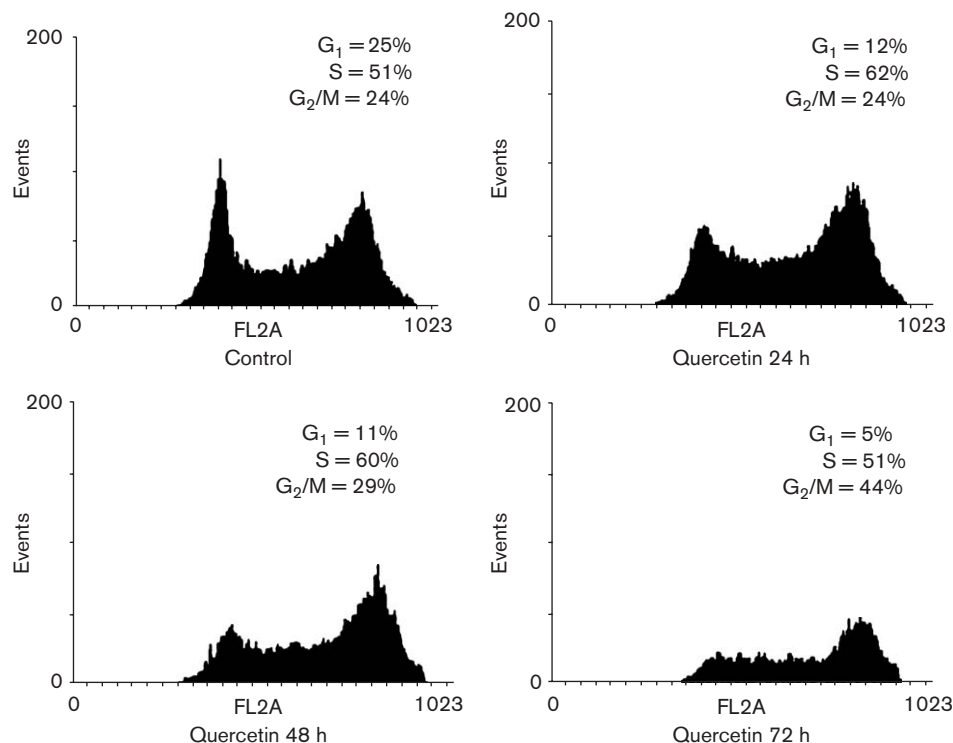 200
G₁ = 25%
S = 51%
G₂/M = 24%
Events
0
0
1023
FL2A
Control
200
G₁ = 12%
S = 62%
G₂/M = 24%
Events
0
0
1023
FL2A
Quercetin 24 h
200
G₁ = 11%
S = 60%
G₂/M = 29%
Events
0
0
1023
FL2A
Quercetin 48 h
200
G₁ = 5%
S = 51%
G₂/M = 44%
Events
0
0
1023
FL2A
Quercetin 72 h